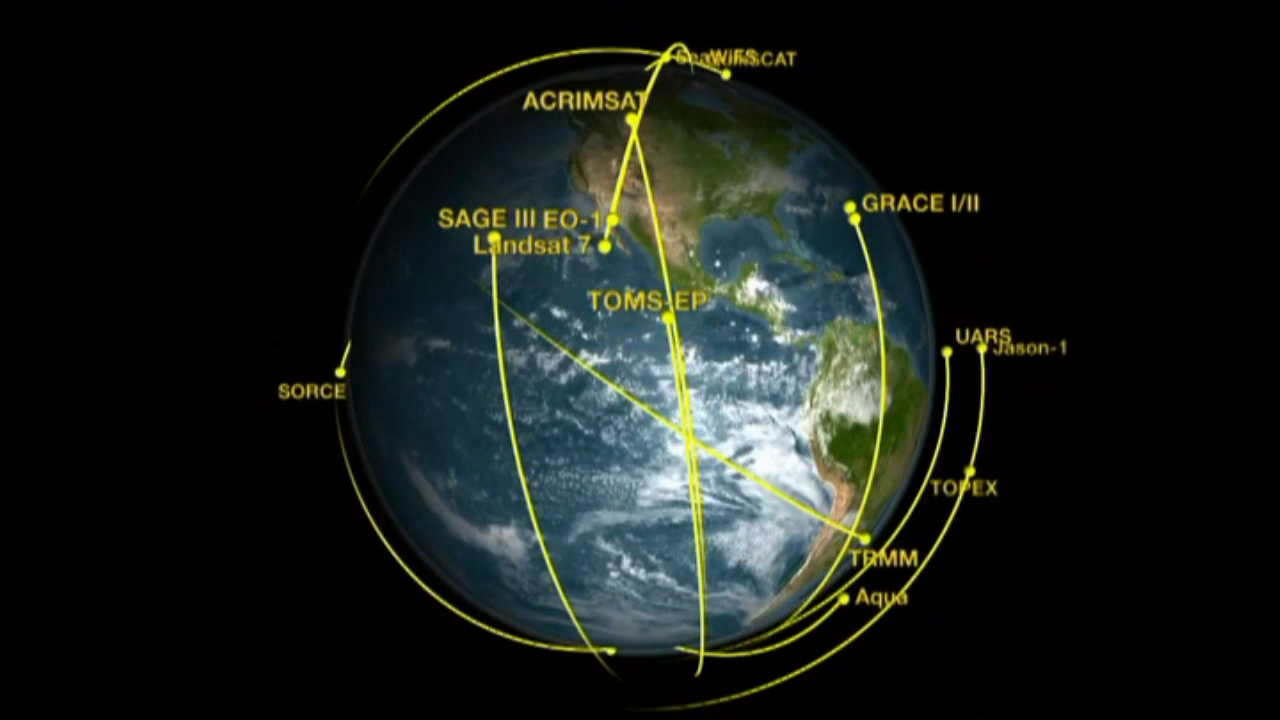 ACRIMSAT
GRACE I/II
SAGE III
EO-1
Landsat 7
TOMS-EP
UARS
Jason-1
SORCE
TOPEX
TRMM
Aqua